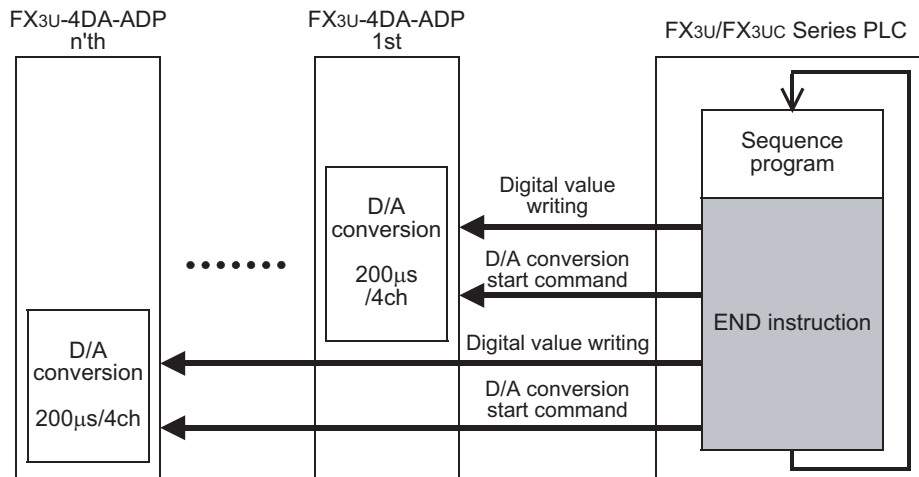 FX3U-4DA-ADP
n'th
FX3U-4DA-ADP
1st
FX3U/FX3UC Series PLC
Sequence
program
Digital value
writing
D/A
conversion
200µs
/4ch
D/A conversion
start command
END instruction
Digital value writing
D/A
conversion
200µs/4ch
D/A conversion
start command